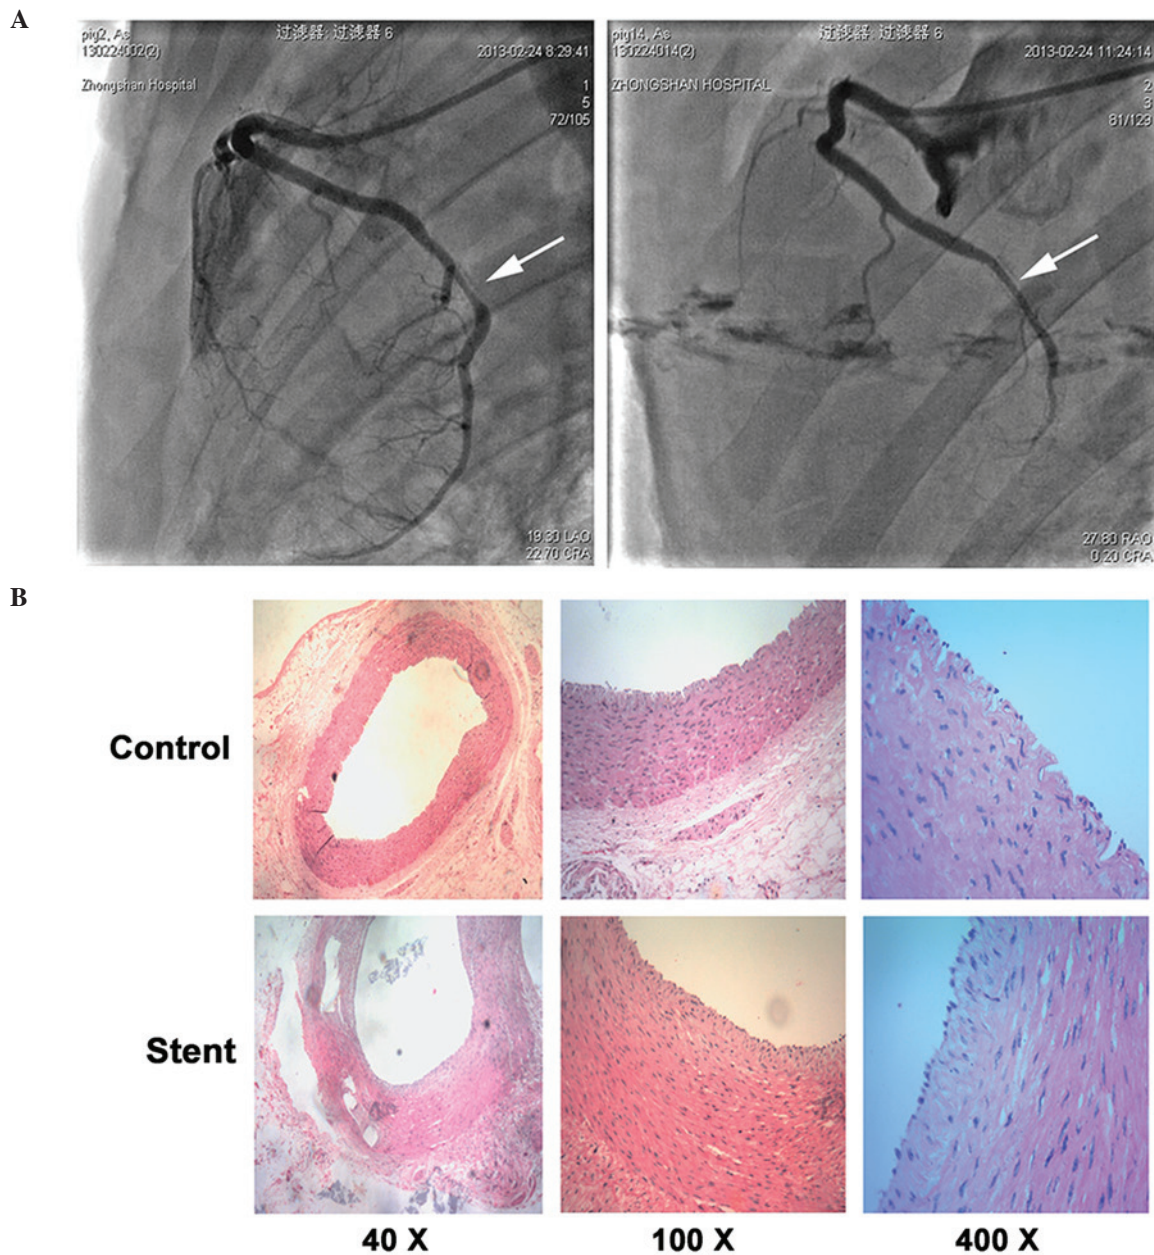 A
pig2, As
130224002(2)
Zhongshan Hospital
过滤器: 过滤器 6
2013-02-24 8:29:41
1
5
72/105
19.30 LAO
22.70 CRA
pig14, As
130224014(2)
ZHONGSHAN HOSPITAL
过滤器: 过滤器 6
2013-02-24 11:24:14
2
3
81/129
27.80 RAO
0.20 CRA
B
Control
Stent
40 X
100 X
400 X